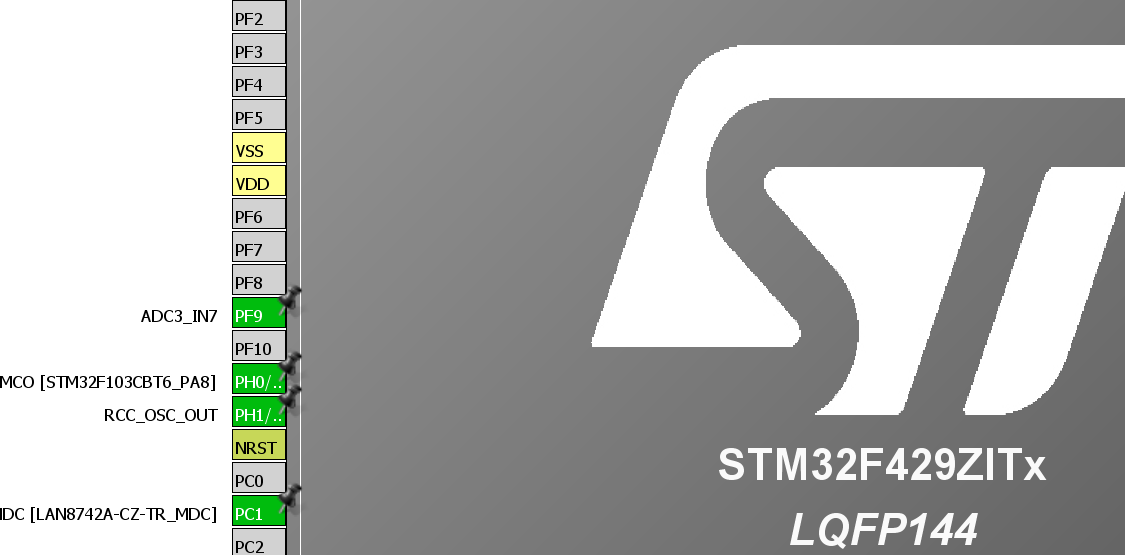 PF2
PF3
PF4
PF5
VSS
VDD
PF6
PF7
PF8
ADC3_IN7 PF9
PF10
MCO [STM32F103CBT6_PA8] PH0/..
RCC_OSC_OUT PH1/..
NRST
PC0
[LAN8742A-CZ-TR_MDC] PC1
PC2
ST
STM32F429ZITx
LQFP144